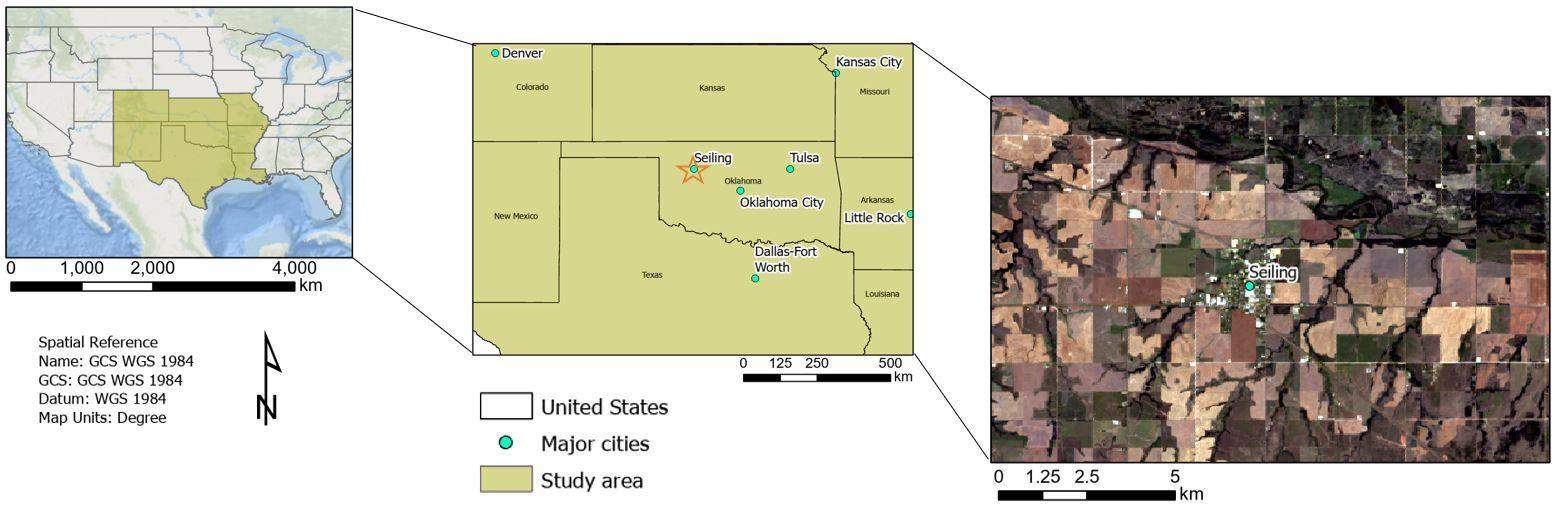 0 1,000 2,000 4,000
km
Spatial Reference
Name: GCS WGS 1984
GCS: GCS WGS 1984
Datum: WGS 1984
Map Units: Degree
N
Denver
Kansas City
Colorado
Kansas
Missouri
Seiling
Tulsa
Oklahoma
Oklahoma City
Arkansas
Little Rock
New Mexico
Dallas-Fort
Worth
Texas
Louisiana
0 125 250 500
km
United States
Major cities
Study area
Seiling
0 1.25 2.5 5
km